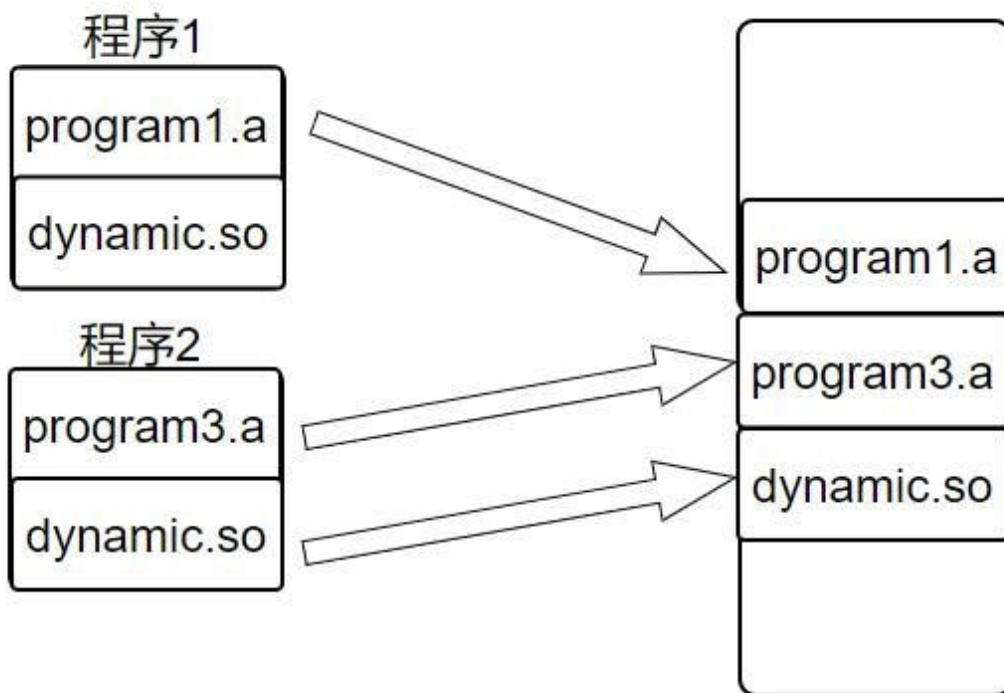 程序1
program1.a
dynamic.so
程序2
program3.a
dynamic.so
program1.a
program3.a
dynamic.so